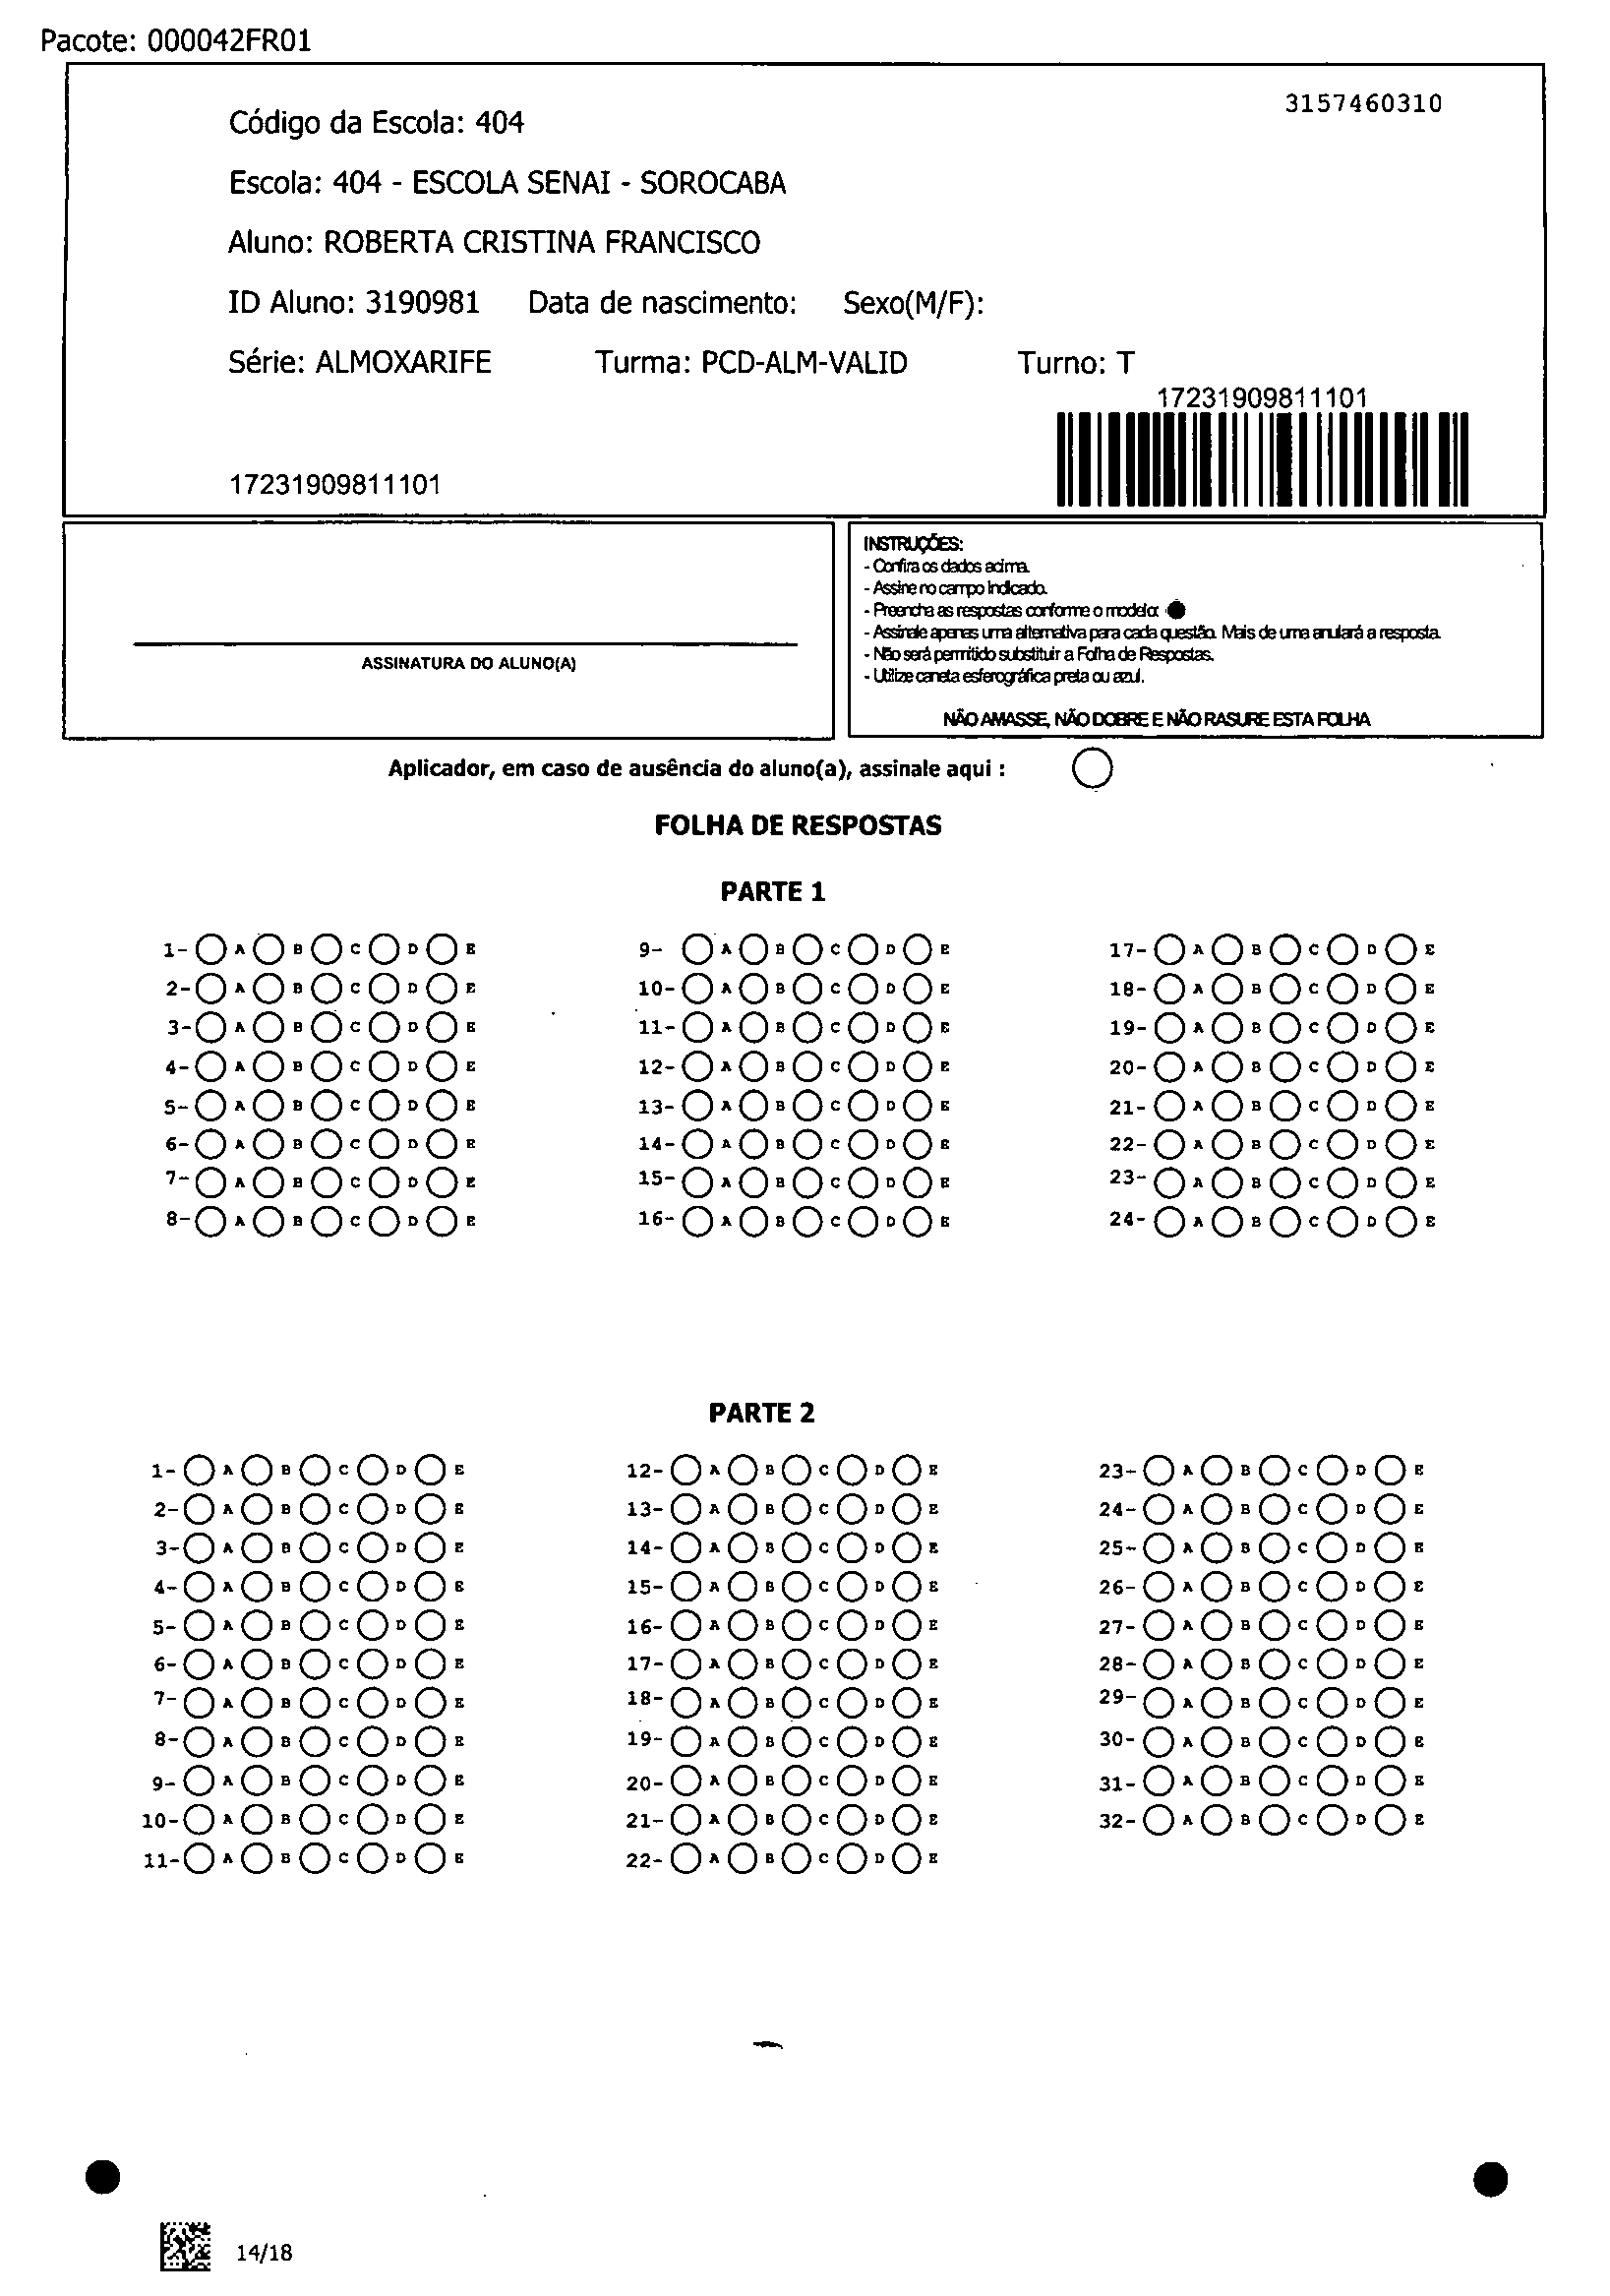 Pacote: 000042FR01
3157460310
Código da Escola: 404
Escola: 404 - ESCOLA SENAI - SOROCABA
Aluno: ROBERTA CRISTINA FRANCISCO
ID Aluno: 3190981 Data de nascimento: Sexo(M/F):
Série: ALMOXARIFE Turma: PCD-ALM-VALID Turno: T
17231909811101
17231909811101
ASSINATURA DO ALUNO(A)
INSTRUÇÕES:
- Confira os dados acima.
- Assine no campo indicado.
- Preencha as respostas conforme o modelo:
- Assinale apenas uma alternativa para cada questão. Mais de uma anulará a resposta.
- Não será permitido substituir a Folha de Respostas.
- Utilize caneta esferográfica preta ou azul.
NÃO AMASSE, NÃO DOBRE E NÃO RASURE ESTA FOLHA
Aplicador, em caso de ausência do aluno(a), assinale aqui :
FOLHA DE RESPOSTAS
PARTE 1
1- A B C D E 9- A B C D E 17- A B C D E
2- A B C D E 10- A B C D E 18- A B C D E
3- A B C D E 11- A B C D E 19- A B C D E
4- A B C D E 12- A B C D E 20- A B C D E
5- A B C D E 13- A B C D E 21- A B C D E
6- A B C D E 14- A B C D E 22- A B C D E
7- A B C D E 15- A B C D E 23- A B C D E
8- A B C D E 16- A B C D E 24- A B C D E
PARTE 2
1- A B C D E 12- A B C D E 23- A B C D E
2- A B C D E 13- A B C D E 24- A B C D E
3- A B C D E 14- A B C D E 25- A B C D E
4- A B C D E 15- A B C D E 26- A B C D E
5- A B C D E 16- A B C D E 27- A B C D E
6- A B C D E 17- A B C D E 28- A B C D E
7- A B C D E 18- A B C D E 29- A B C D E
8- A B C D E 19- A B C D E 30- A B C D E
9- A B C D E 20- A B C D E 31- A B C D E
10- A B C D E 21- A B C D E 32- A B C D E
11- A B C D E 22- A B C D E
14/18